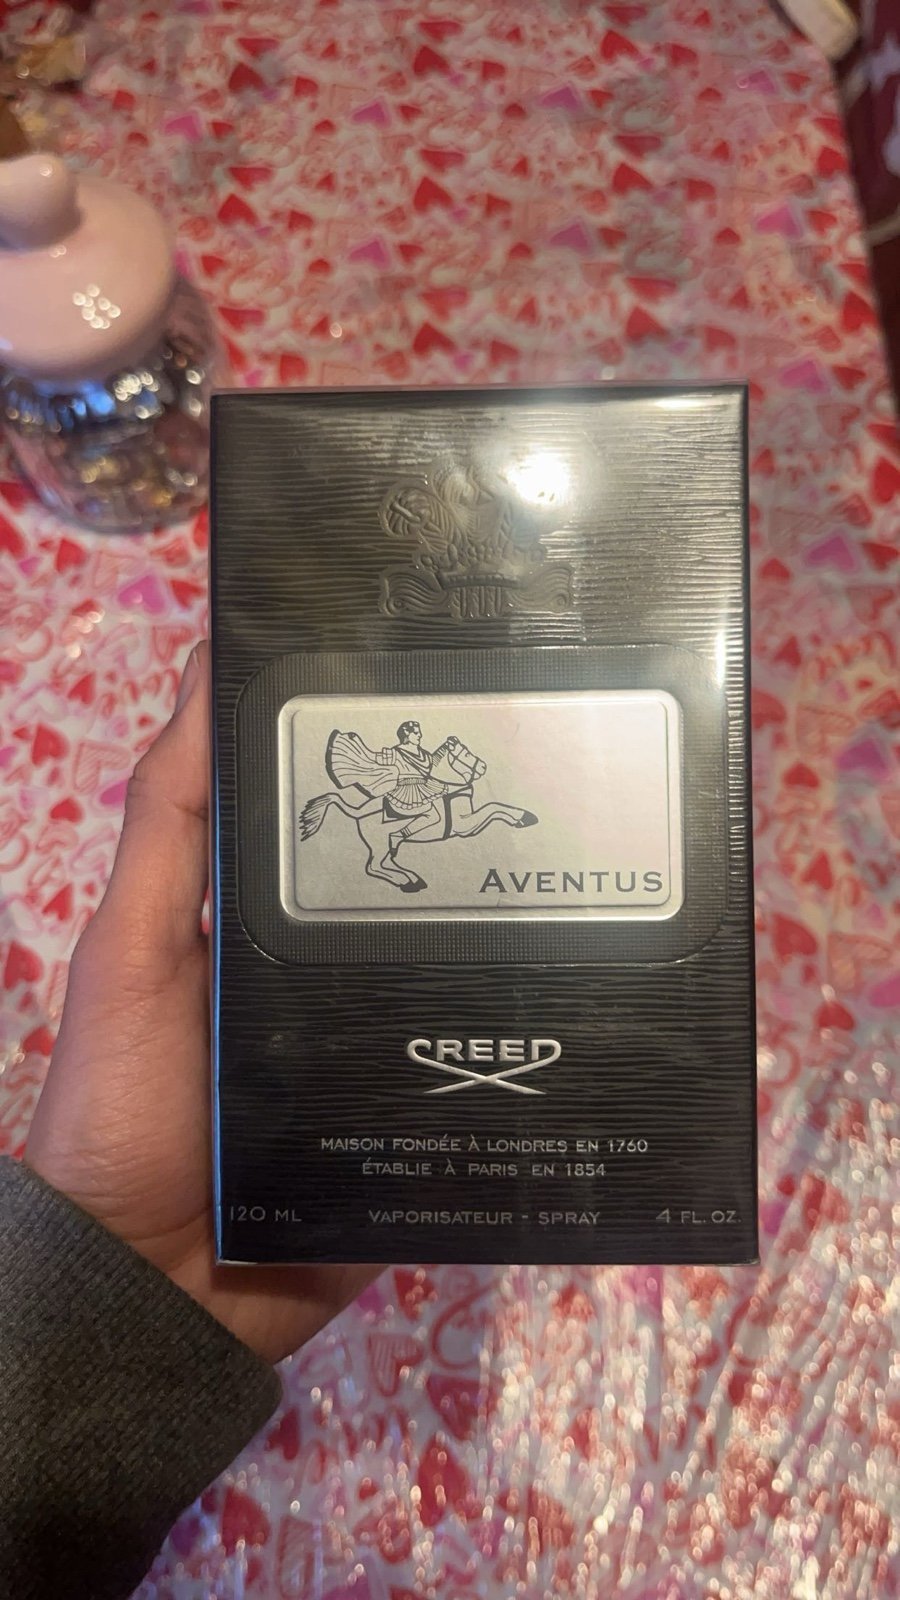 AVENTUS
CREED
MAISON FONDÉE À LONDRES EN 1760
ÉTABLIE À PARIS EN 1854
120 ML VAPORISATEUR - SPRAY 4 FL. OZ.